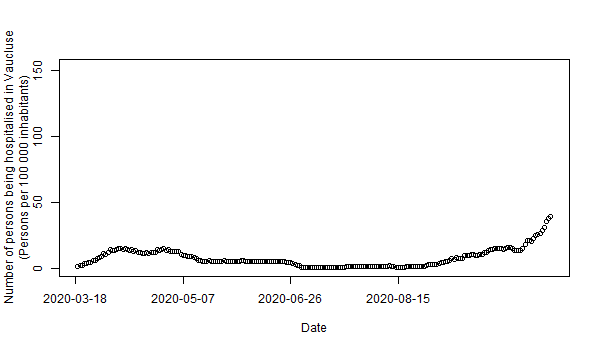 Number of persons being hospitalised in Vaucluse
(Persons per 100 000 inhabitants)
150
100
50
0
2020-03-18 2020-05-07 2020-06-26 2020-08-15
Date